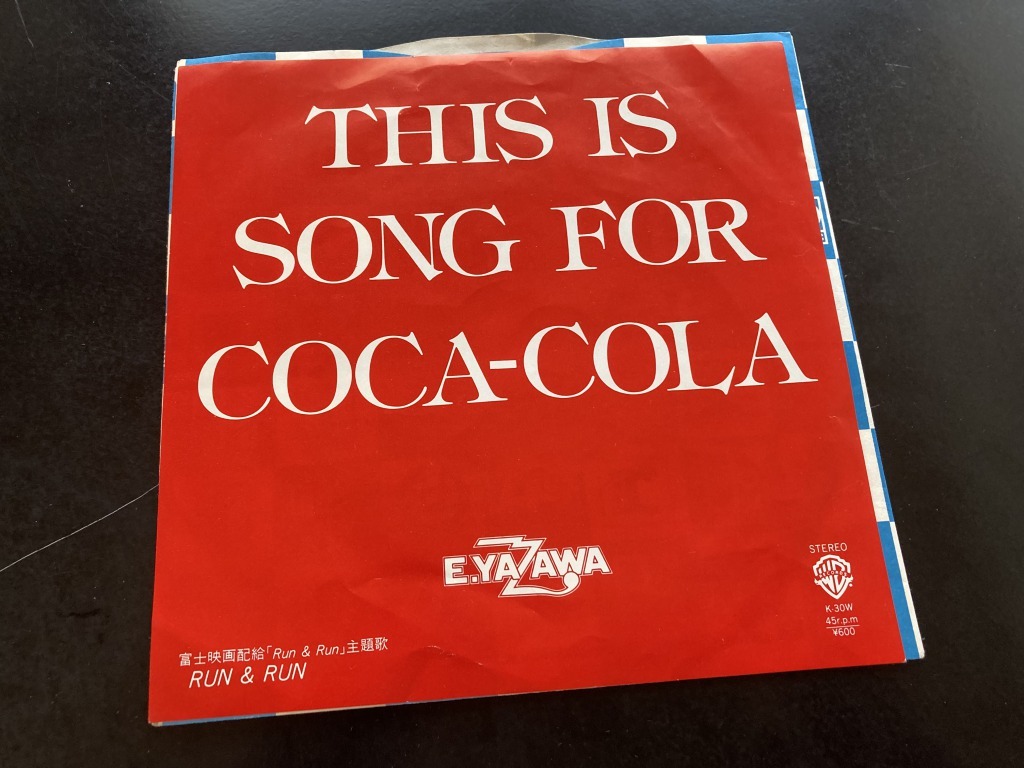 THIS IS
SONG FOR
COCA-COLA
E.YAZAWA
STEREO
K-30W
45r.p.m
¥600
富士映画配給「Run & Run」主題歌
RUN & RUN